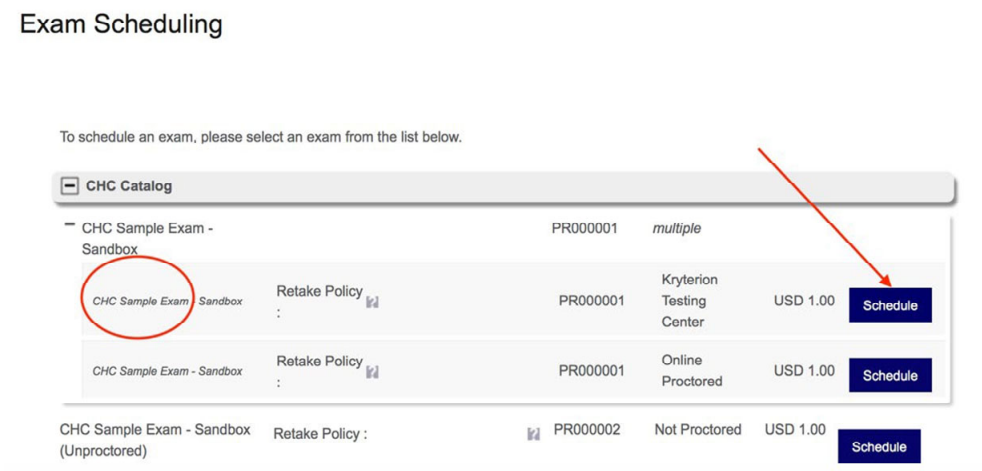 Exam Scheduling
To schedule an exam, please select an exam from the list below.
CHC Catalog
CHC Sample Exam - PR000001 multiple
Sandbox
CHC Sample Exam - Sandbox Retake Policy : ? PR000001 Kryterion Testing Center USD 1.00 Schedule
CHC Sample Exam - Sandbox Retake Policy : ? PR000001 Online Proctored USD 1.00 Schedule
CHC Sample Exam - Sandbox Retake Policy : ? PR000002 Not Proctored USD 1.00 Schedule
(Unproctored)